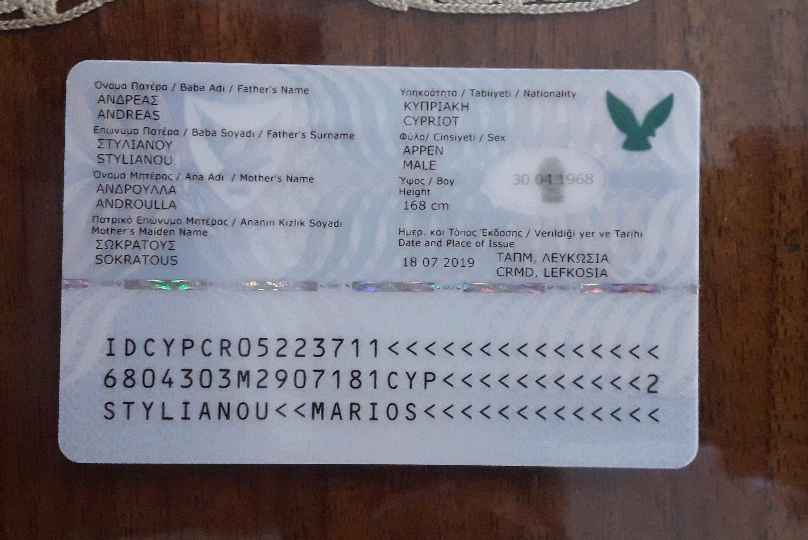 Όνομα Πατέρα / Baba Adı / Father's Name
ΑΝΔΡΕΑΣ
ANDREAS
Επώνυμο Πατέρα / Baba Soyadı / Father's Surname
ΣΤΥΛΙΑΝΟΥ
STYLIANOU
Όνομα Μητέρας / Ana Adı / Mother's Name
ΑΝΔΡΟΥΛΛΑ
ANDROULLA
Πατρικό Επώνυμο Μητέρας / Ananın Kızlık Soyadı
Mother's Maiden Name
ΣΩΚΡΑΤΟΥΣ
SOKRATOUS
Υπηκοότητα / Tabiiyeti / Nationality
ΚΥΠΡΙΑΚΗ
CYPRIOT
Φύλο/ Cinsiyeti / Sex
ΑΡΡΕΝ
MALE
Ύψος / Boy
Height
168 cm
30 04 1968
Ημερ. και Τόπος Έκδοσης / Verildiği yer ve Tarihi
Date and Place of Issue
18 07 2019
ΤΑΠΜ, ΛΕΥΚΩΣΙΑ
CRMD, LEFKOSIA
IDCYPCR05223711<<<<<<<<<<<<<<<
6804303M2907181CYP<<<<<<<<<<<2
STYLIANOU<<MARIOS<<<<<<<<<<<<<